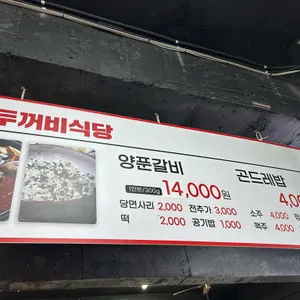 두꺼비식당
양푼갈비 곤드레밥
1인분/300g 14,000원
당면사리 2,000 전추가 3,000 소주 4,000
떡 2,000 공기밥 1,000 맥주 4,000